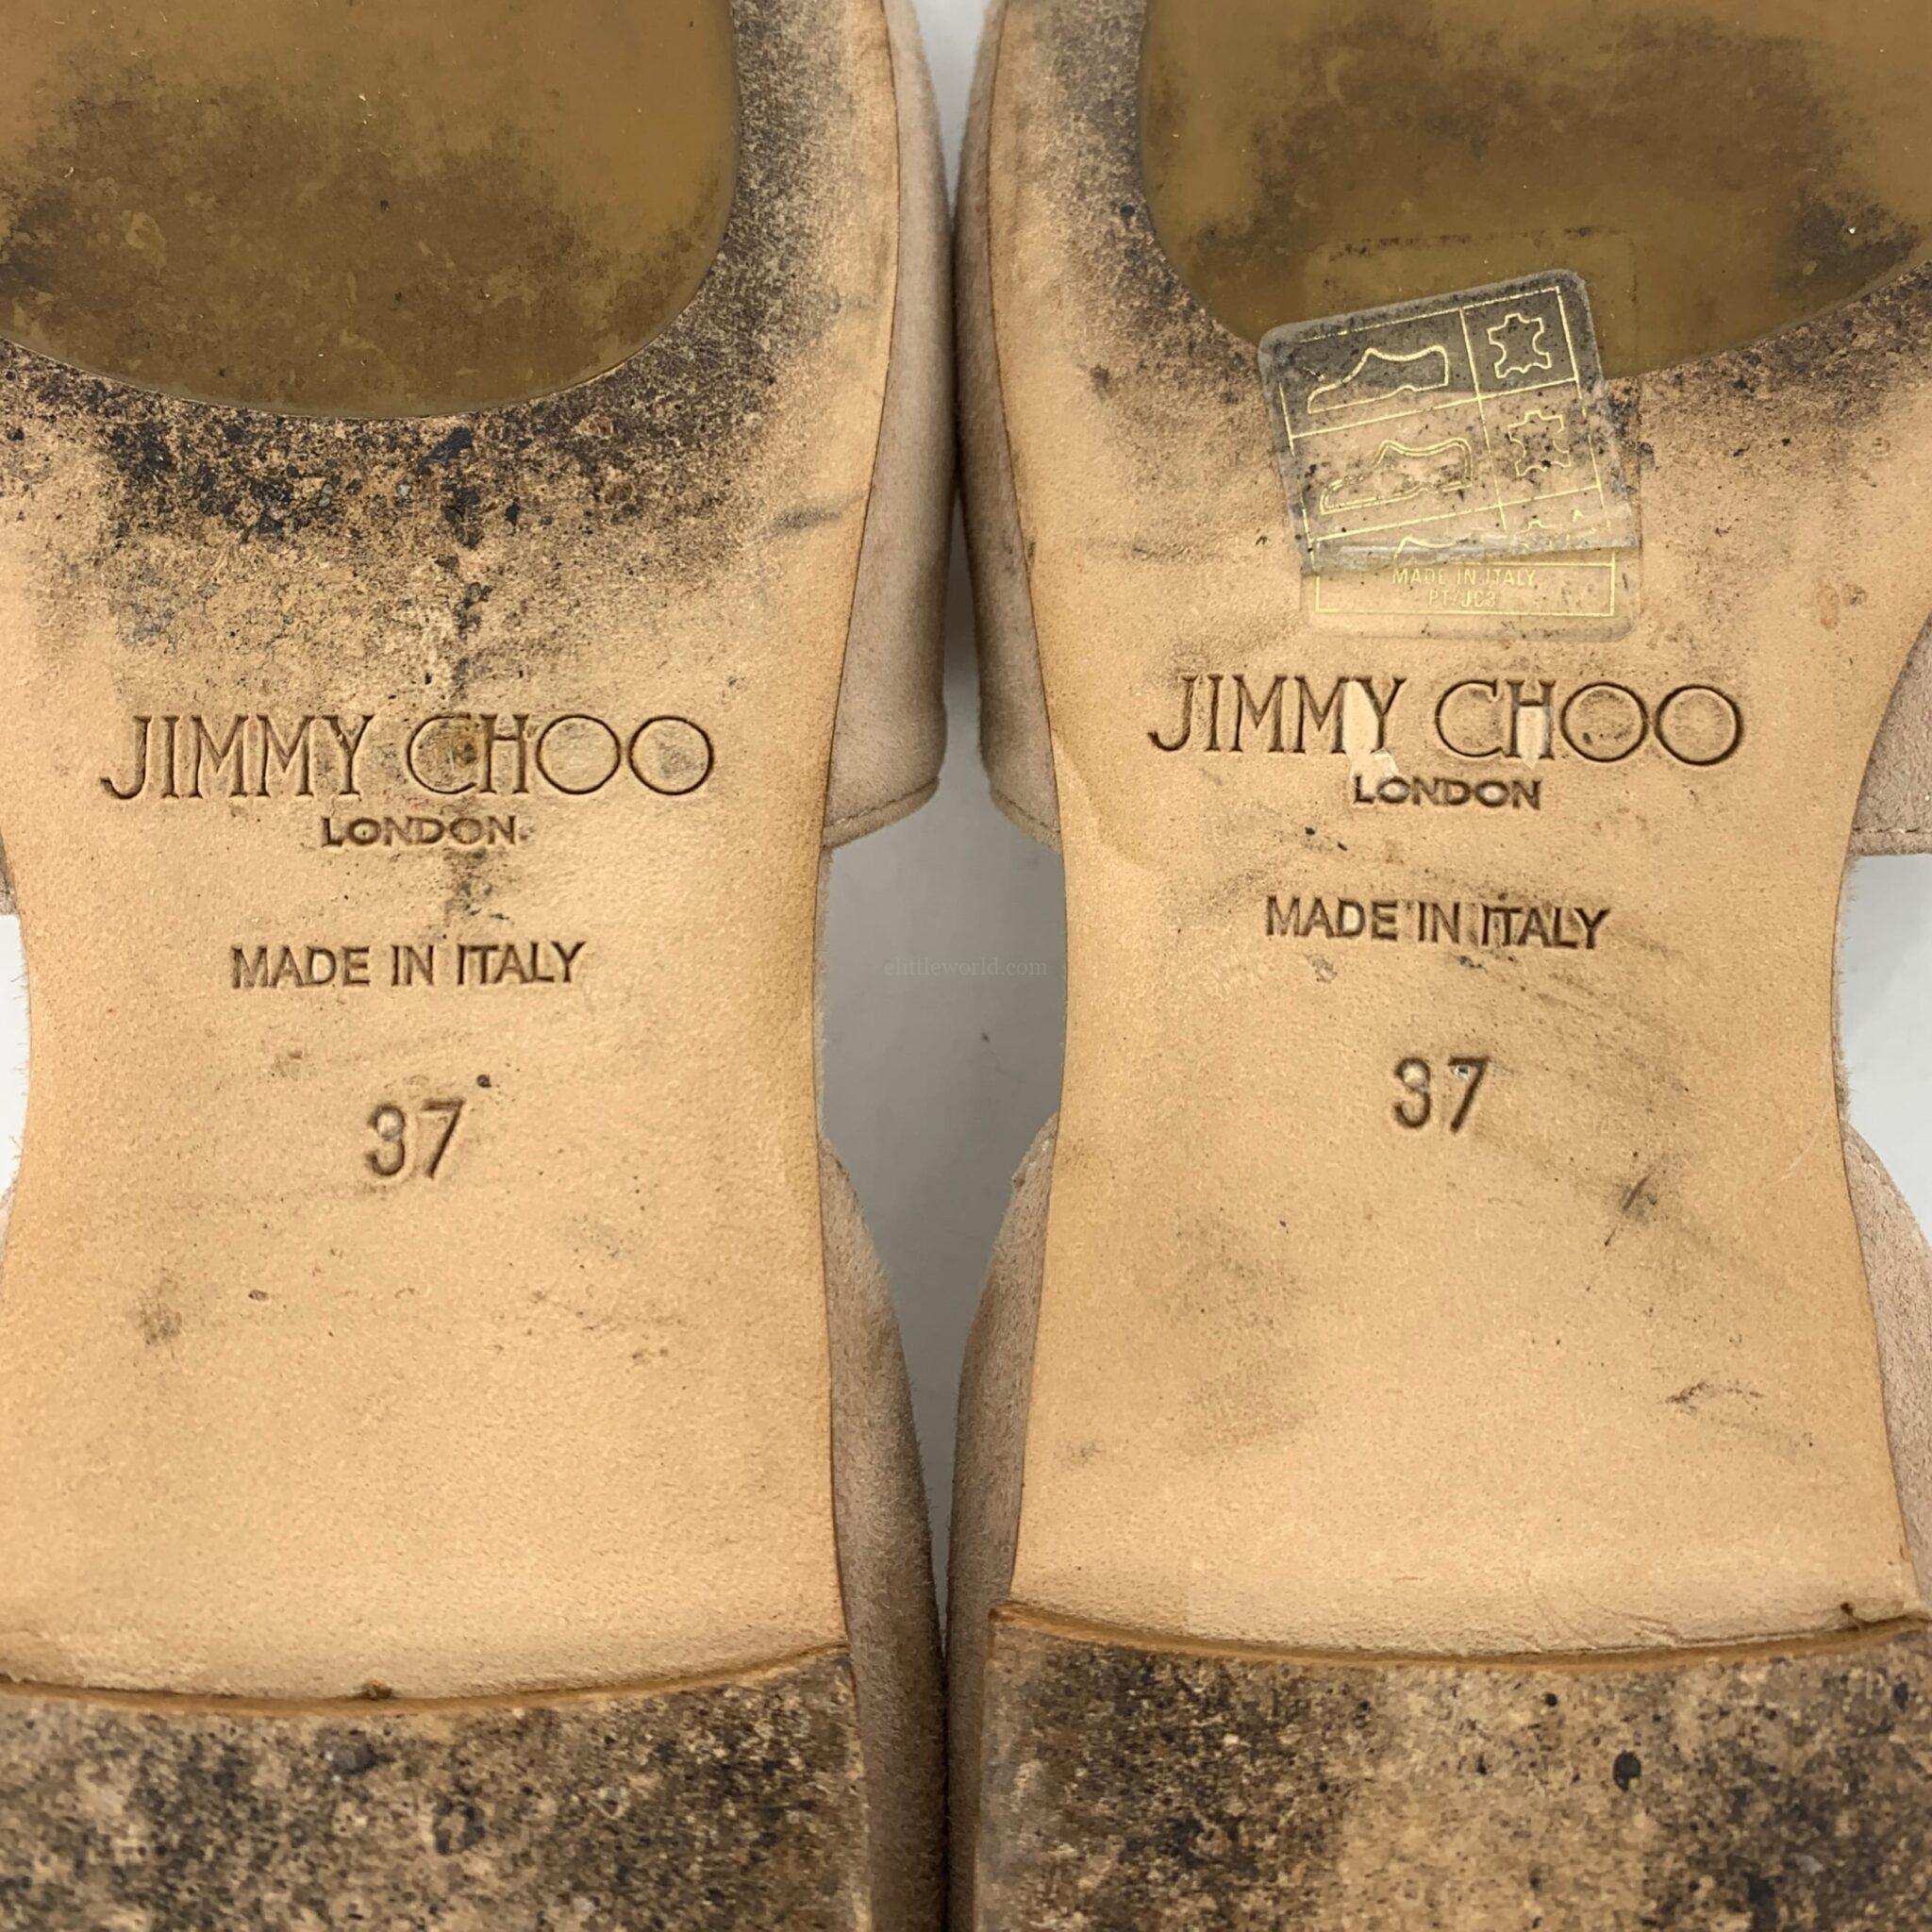 JIMMY CHOO
LONDON
MADE IN ITALY
37
MADE IN ITALY
PT/JC3
JIMMY CHOO
LONDON
MADE IN ITALY
37
elittleworld.com